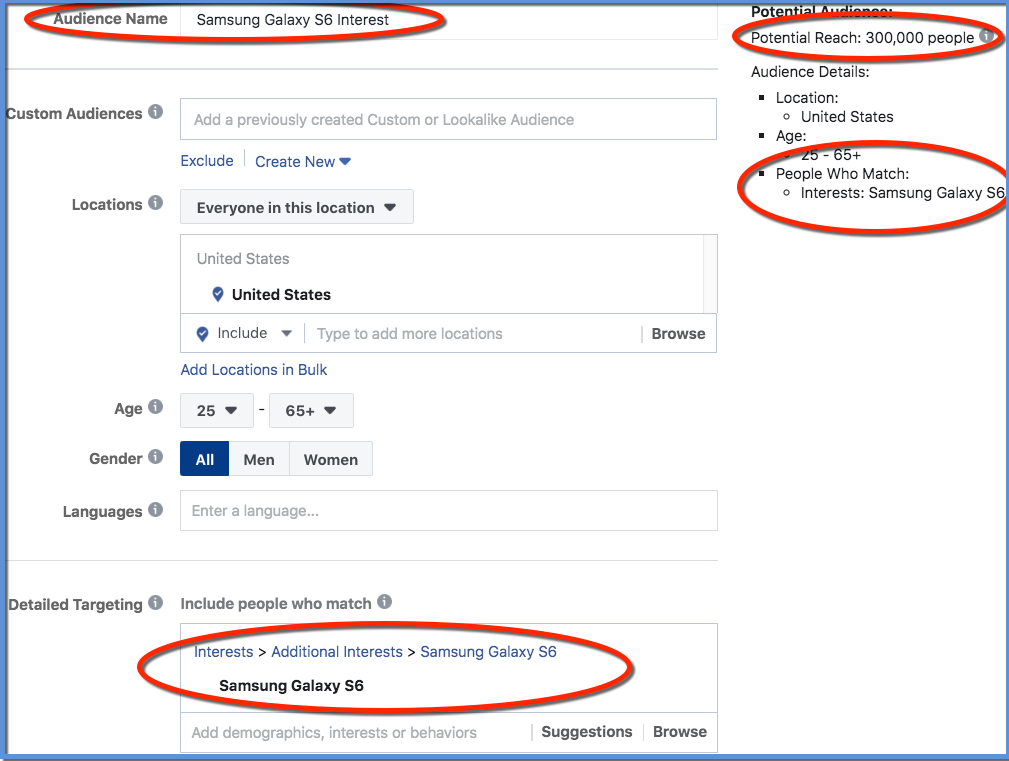 Audience Name
Samsung Galaxy S6 Interest
Custom Audiences
Add a previously created Custom or Lookalike Audience
Exclude
Create New
Locations
Everyone in this location
United States
United States
Include
Type to add more locations
Browse
Add Locations in Bulk
Age
25 - 65+
Gender
All Men Women
Languages
Enter a language...
Detailed Targeting
Include people who match
Interests > Additional Interests > Samsung Galaxy S6
Samsung Galaxy S6
Add demographics, interests or behaviors
Suggestions
Browse
Potential Audience:
Potential Reach: 300,000 people
Audience Details:
Location:
United States
Age:
25 - 65+
People Who Match:
Interests: Samsung Galaxy S6